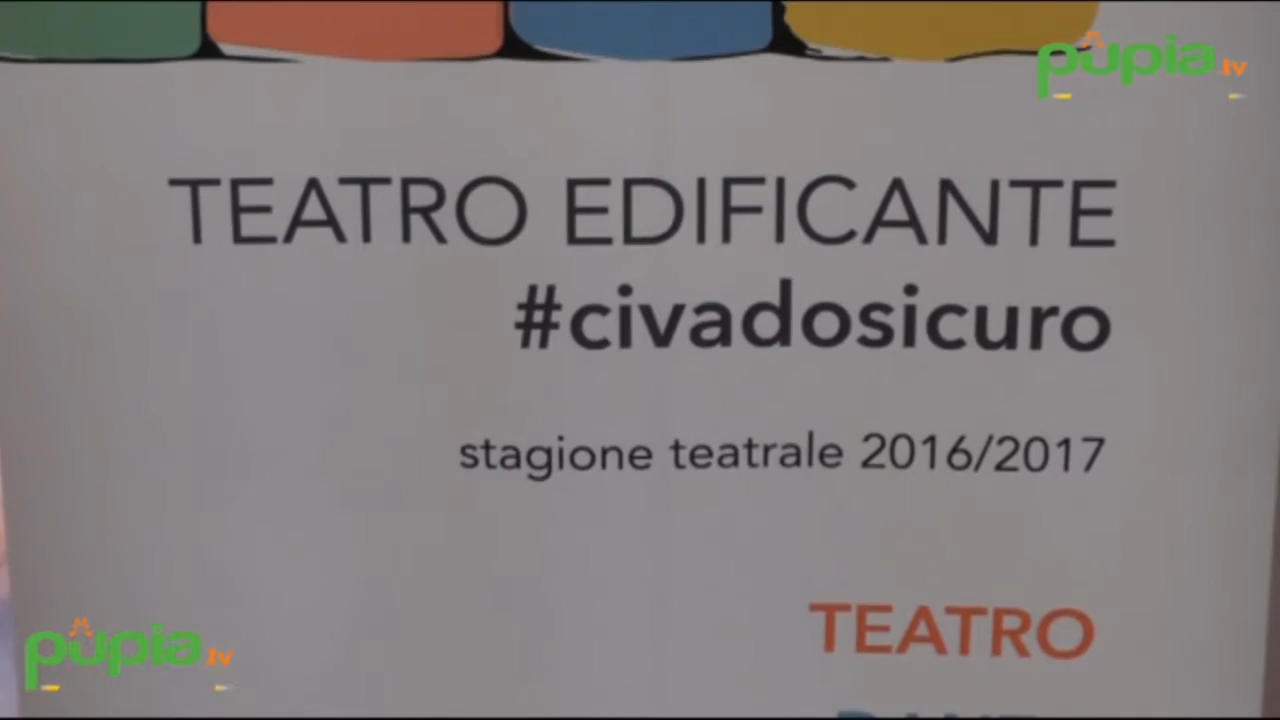 pupia.tv
TEATRO EDIFICANTE
#civadosicuro
stagione teatrale 2016/2017
TEATRO
pupia.tv